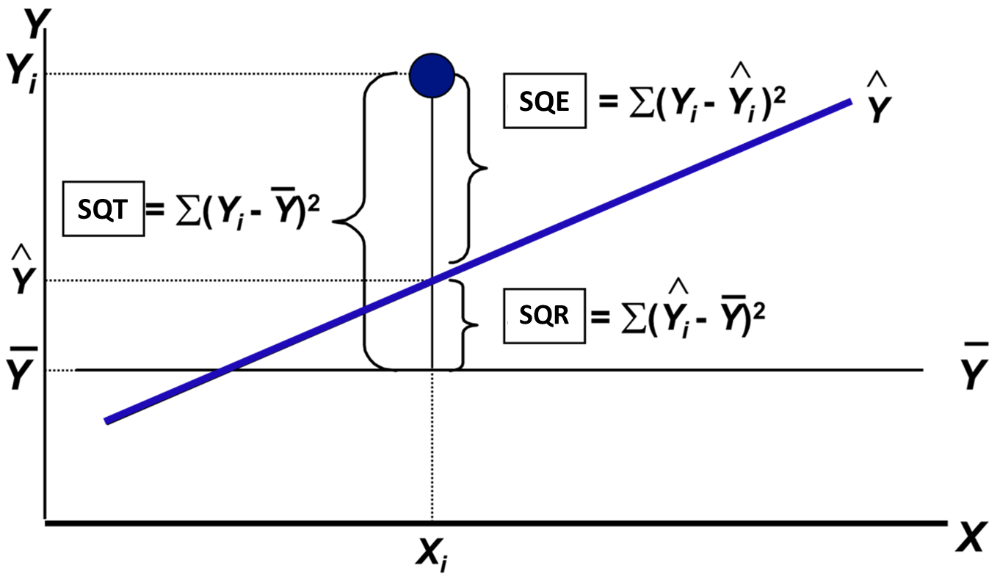 Y
Yᵢ
SQE = ∑(Yᵢ - Ŷᵢ)²
Ŷ
SQT = ∑(Yᵢ - Ȳ)²
Ŷ
SQR = ∑(Ŷᵢ - Ȳ)²
Ȳ
Ȳ
Xᵢ
X